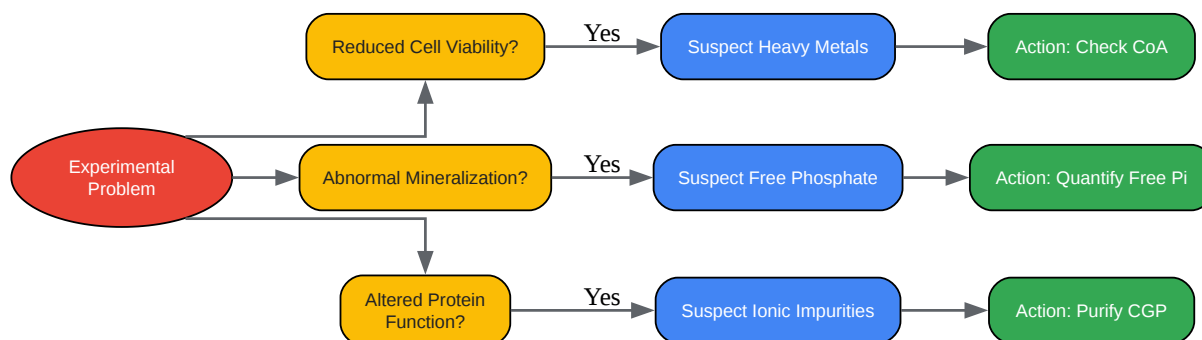 Reduced Cell Viability?
Yes
Suspect Heavy Metals
Action: Check CoA
Experimental
Problem
Abnormal Mineralization?
Yes
Suspect Free Phosphate
Action: Quantify Free Pi
Altered Protein
Function?
Yes
Suspect Ionic Impurities
Action: Purify CGP